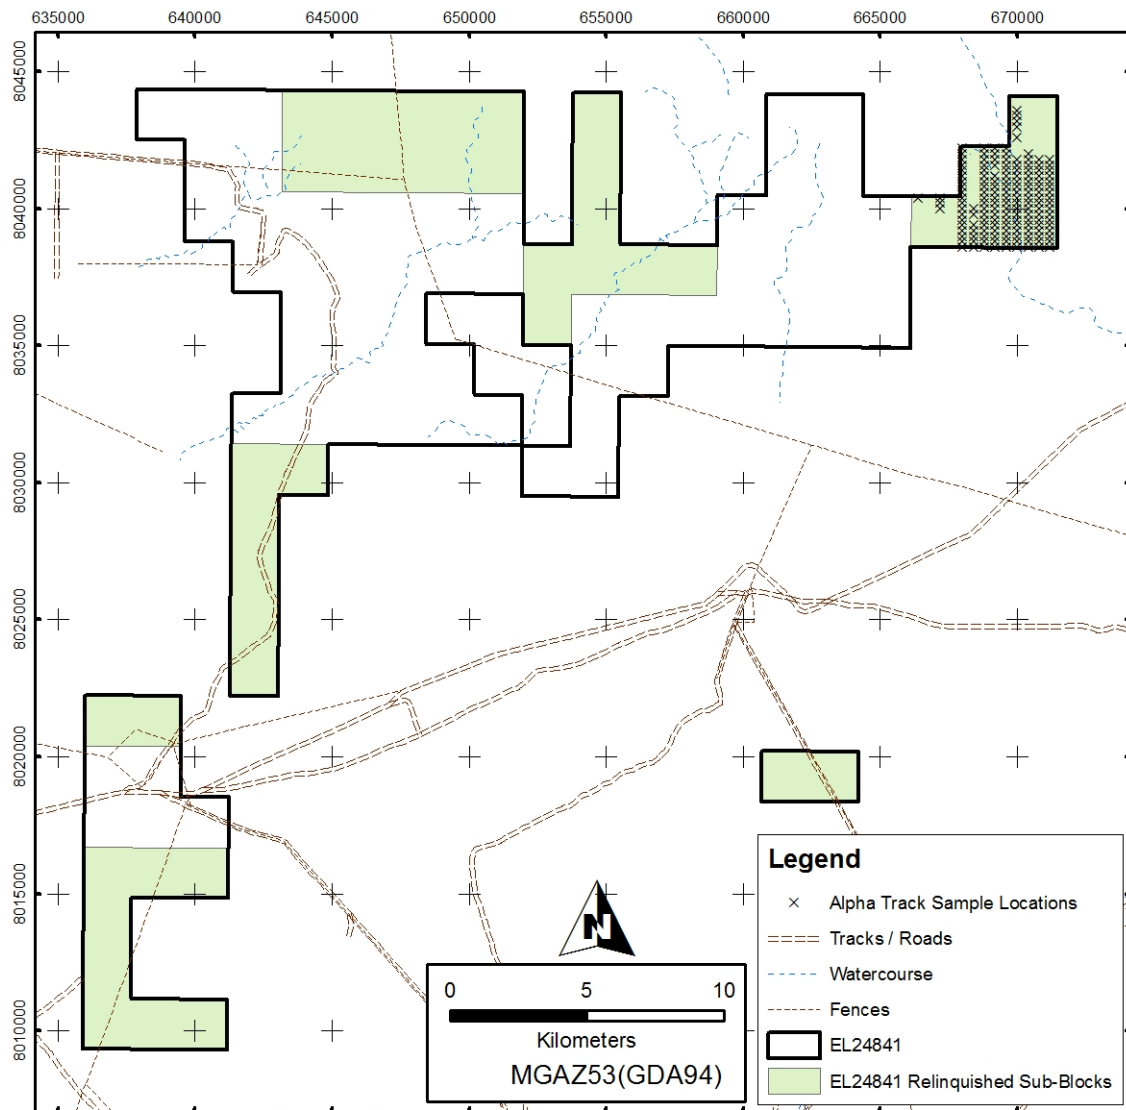 635000 640000 645000 650000 655000 660000 665000 670000
8045000
8040000
8035000
8030000
8025000
8020000
8015000
8010000
N
0 5 10
Kilometers
MGAZ53(GDA94)
Legend
Alpha Track Sample Locations
Tracks / Roads
Watercourse
Fences
EL24841
EL24841 Relinquished Sub-Blocks